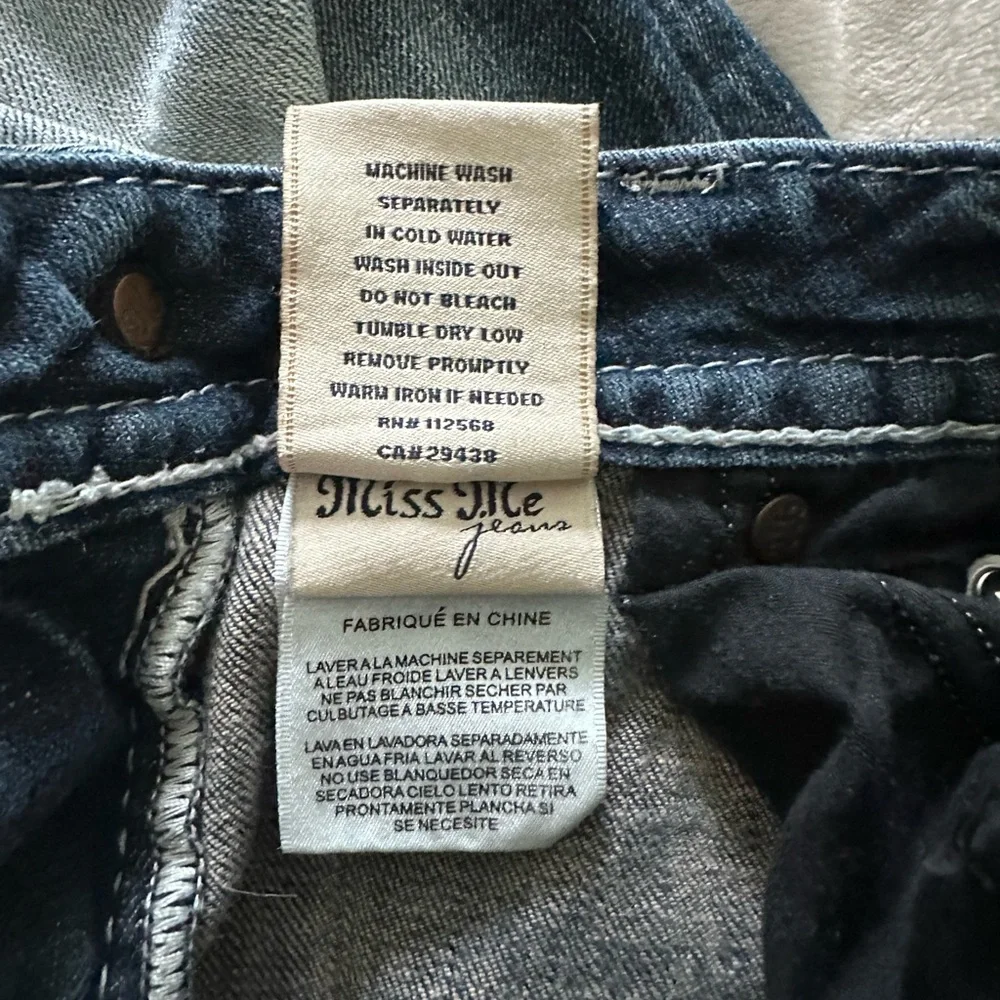 MACHINE WASH
SEPARATELY
IN COLD WATER
WASH INSIDE OUT
DO NOT BLEACH
TUMBLE DRY LOW
REMOVE PROMPTLY
WARM IRON IF NEEDED
RN# 112568
CA# 29438
Miss Me
jeans
FABRIQUÉ EN CHINE
LAVER A LA MACHINE SEPAREMENT
A LEAU FROIDE LAVER A LENVERS
NE PAS BLANCHIR SECHER PAR
CULBUTAGE A BASSE TEMPERATURE
LAVA EN LAVADORA SEPARADAMENTE
EN AGUA FRIA LAVAR AL REVERSO
NO USE BLANQUEDOR SECA EN
SECADORA CIELO LENTO RETIRA
PRONTAMENTE PLANCHA SI
SE NECESITE